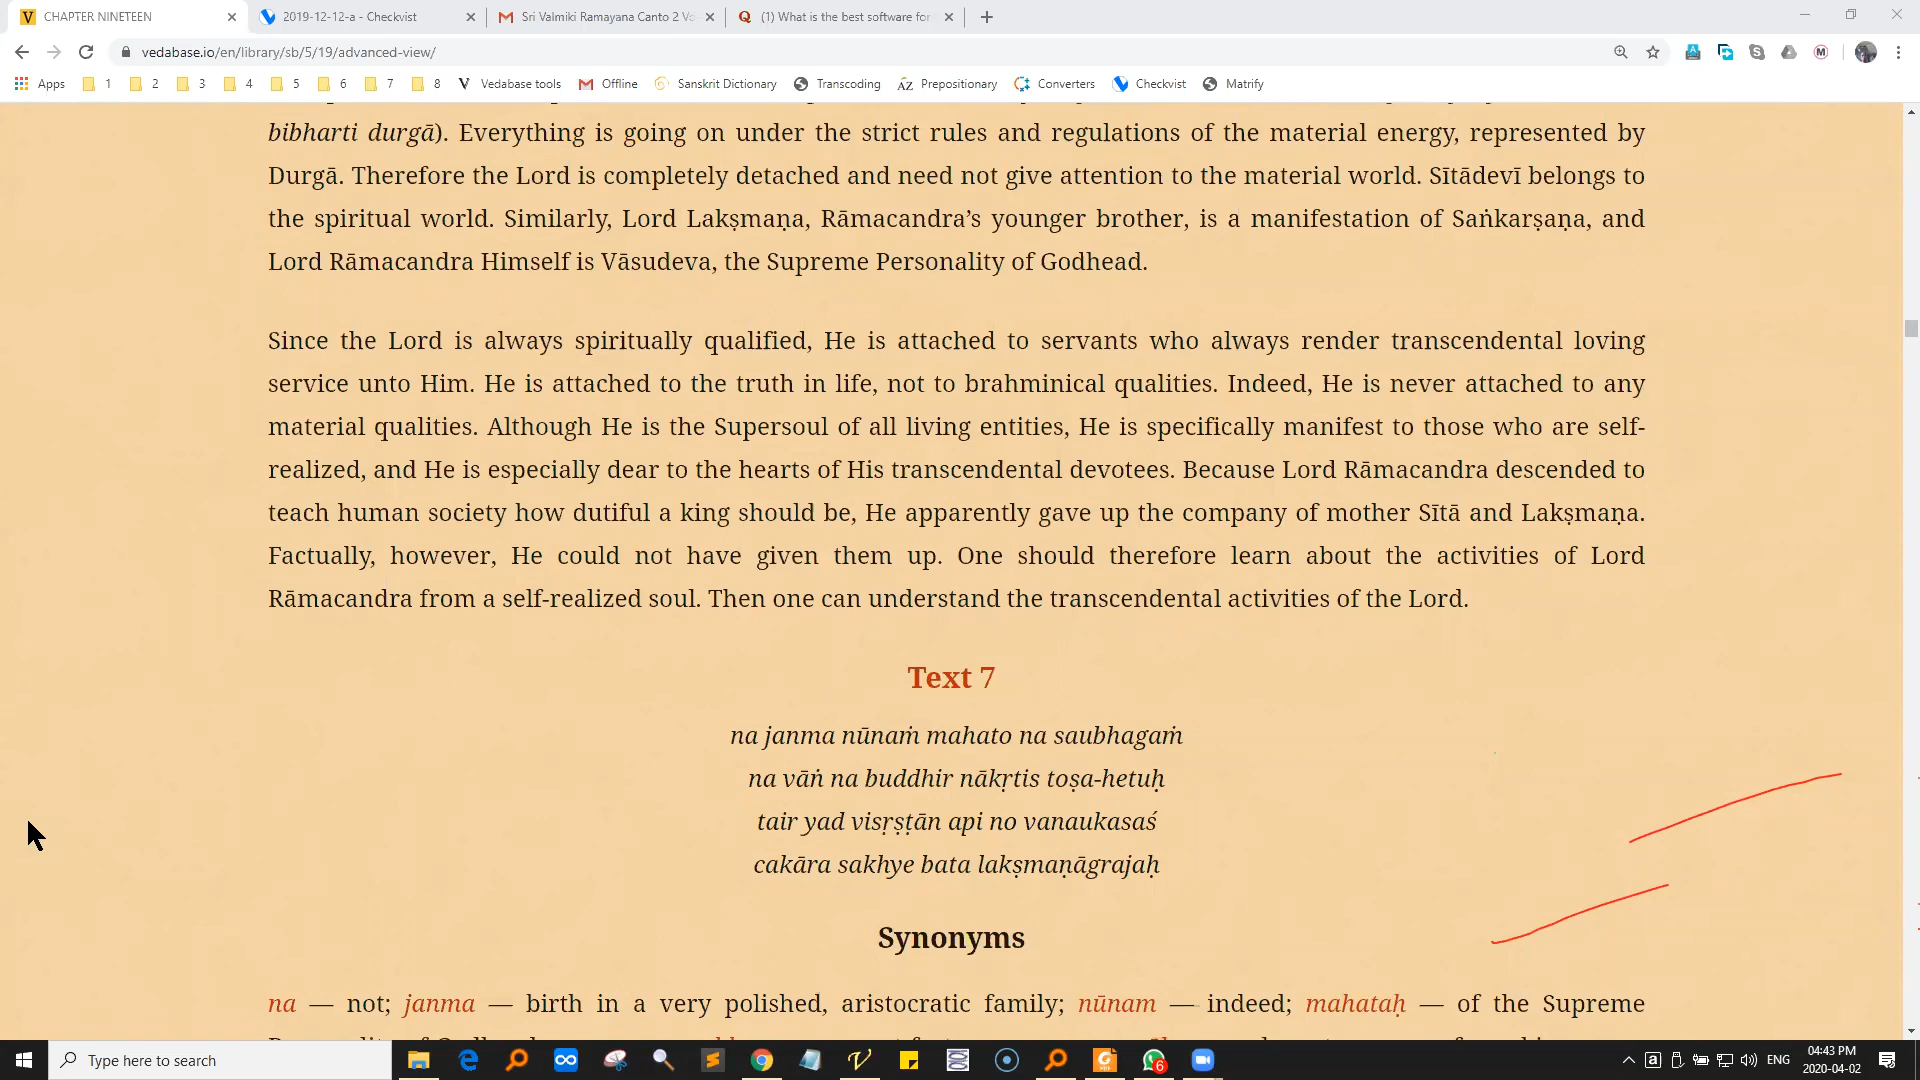 CHAPTER NINETEEN
2019-12-12-a - Checkvist
Sri Valmiki Ramayana Canto 2 Vo
(1) What is the best software for
vedabase.io/en/library/sb/5/19/advanced-view/
Apps 1 2 3 4 5 6 7 8 Vedabase tools Offline Sanskrit Dictionary Transcoding Prepositionary Converters Checkvist Matrify
bibharti durgā). Everything is going on under the strict rules and regulations of the material energy, represented by
Durgā. Therefore the Lord is completely detached and need not give attention to the material world. Sītādevī belongs to
the spiritual world. Similarly, Lord Lakṣmaṇa, Rāmacandra’s younger brother, is a manifestation of Saṅkarṣaṇa, and
Lord Rāmacandra Himself is Vāsudeva, the Supreme Personality of Godhead.
Since the Lord is always spiritually qualified, He is attached to servants who always render transcendental loving
service unto Him. He is attached to the truth in life, not to brahminical qualities. Indeed, He is never attached to any
material qualities. Although He is the Supersoul of all living entities, He is specifically manifest to those who are self-
realized, and He is especially dear to the hearts of His transcendental devotees. Because Lord Rāmacandra descended to
teach human society how dutiful a king should be, He apparently gave up the company of mother Sītā and Lakṣmaṇa.
Factually, however, He could not have given them up. One should therefore learn about the activities of Lord
Rāmacandra from a self-realized soul. Then one can understand the transcendental activities of the Lord.
Text 7
na janma nūnaṁ mahato na saubhagaṁ
na vāṅ na buddhir nākṛtis toṣa-hetuḥ
tair yad visṛṣṭān api no vanaukasaś
cakāra sakhye bata lakṣmaṇāgrajaḥ
Synonyms
na — not; janma — birth in a very polished, aristocratic family; nūnam — indeed; mahataḥ — of the Supreme
Type here to search
6
ENG
04:43 PM
2020-04-02